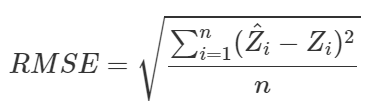 RMSE = \sqrt{\frac{\sum_{i=1}^{n}(\hat{Z}_i - Z_i)^2}{n}}